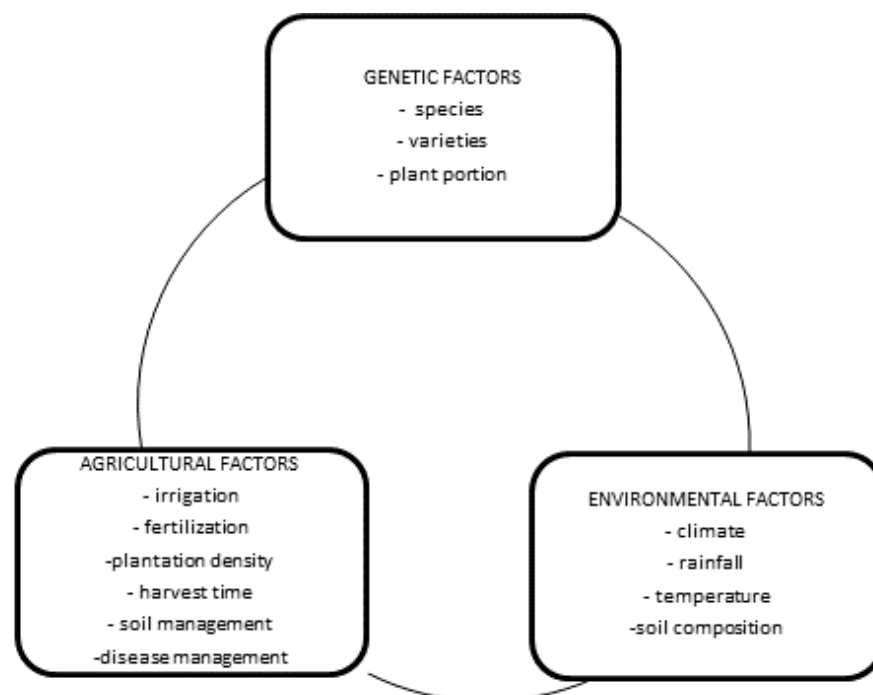 GENETIC FACTORS
- species
- varieties
- plant portion
AGRICULTURAL FACTORS
- irrigation
- fertilization
-plantation density
- harvest time
- soil management
-disease management
ENVIRONMENTAL FACTORS
- climate
- rainfall
- temperature
-soil composition